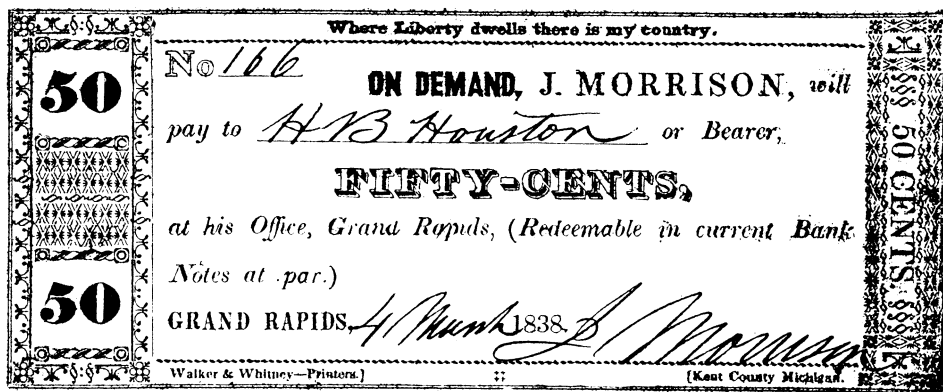 Where Liberty dwells there is my country.
50
No 166
ON DEMAND, J. MORRISON, will
pay to H B Houston or Bearer,
FIFTY-CENTS,
at his Office, Grand Rapids, (Redeemable in current Bank
Notes at par.)
50
GRAND RAPIDS, 4 March 1838. J Morrison
Walker & Whitney—Printers.] :: [Kent County Michigan.
§§§ 50 CENTS. §§§§